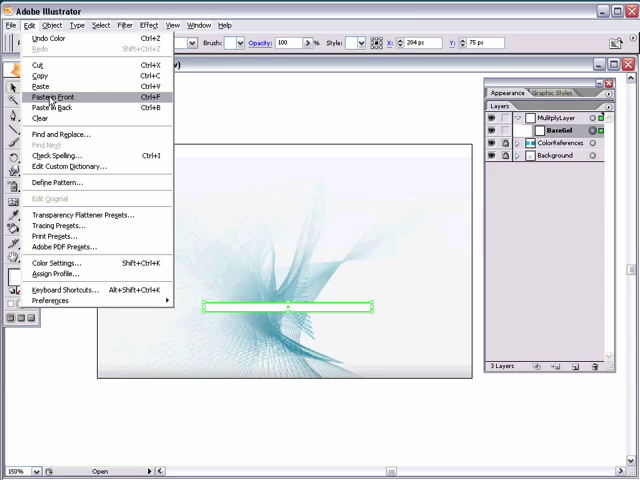 Adobe Illustrator
File Edit Object Type Select Filter Effect View Window Help
Brush: Opacity: 100 % Style: X: 204 px Y: 75 px
Undo Color Ctrl+Z
Redo Shift+Ctrl+Z
Cut Ctrl+X
Copy Ctrl+C
Paste Ctrl+V
Paste in Front Ctrl+F
Paste in Back Ctrl+B
Clear
Find and Replace...
Find Next
Check Spelling... Ctrl+I
Edit Custom Dictionary...
Define Pattern...
Edit Original
Transparency Flattener Presets...
Tracing Presets...
Print Presets...
Adobe PDF Presets...
Color Settings... Shift+Ctrl+K
Assign Profile...
Keyboard Shortcuts... Alt+Shift+Ctrl+K
Preferences
Appearance Graphic Styles
Layers
MulitplyLayer
BaseGel
ColorReferences
Background
3 Layers
150% Open